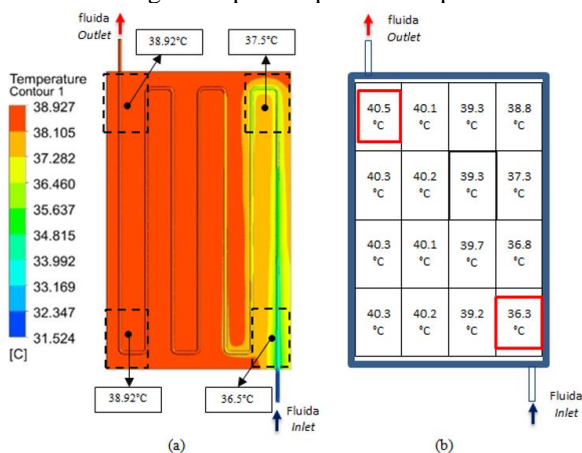 fluida
Outlet
38.92°C
37.5°C
Temperature
Contour 1
38.927
38.105
37.282
36.460
35.637
34.815
33.992
33.169
32.347
31.524
[C]
38.92°C
36.5°C
Fluida
Inlet
(a)
fluida
Outlet
40.5 °C 40.1 °C 39.3 °C 38.8 °C
40.3 °C 40.2 °C 39.3 °C 37.3 °C
40.3 °C 40.1 °C 39.7 °C 36.8 °C
40.3 °C 40.2 °C 39.2 °C 36.3 °C
Fluida
Inlet
(b)